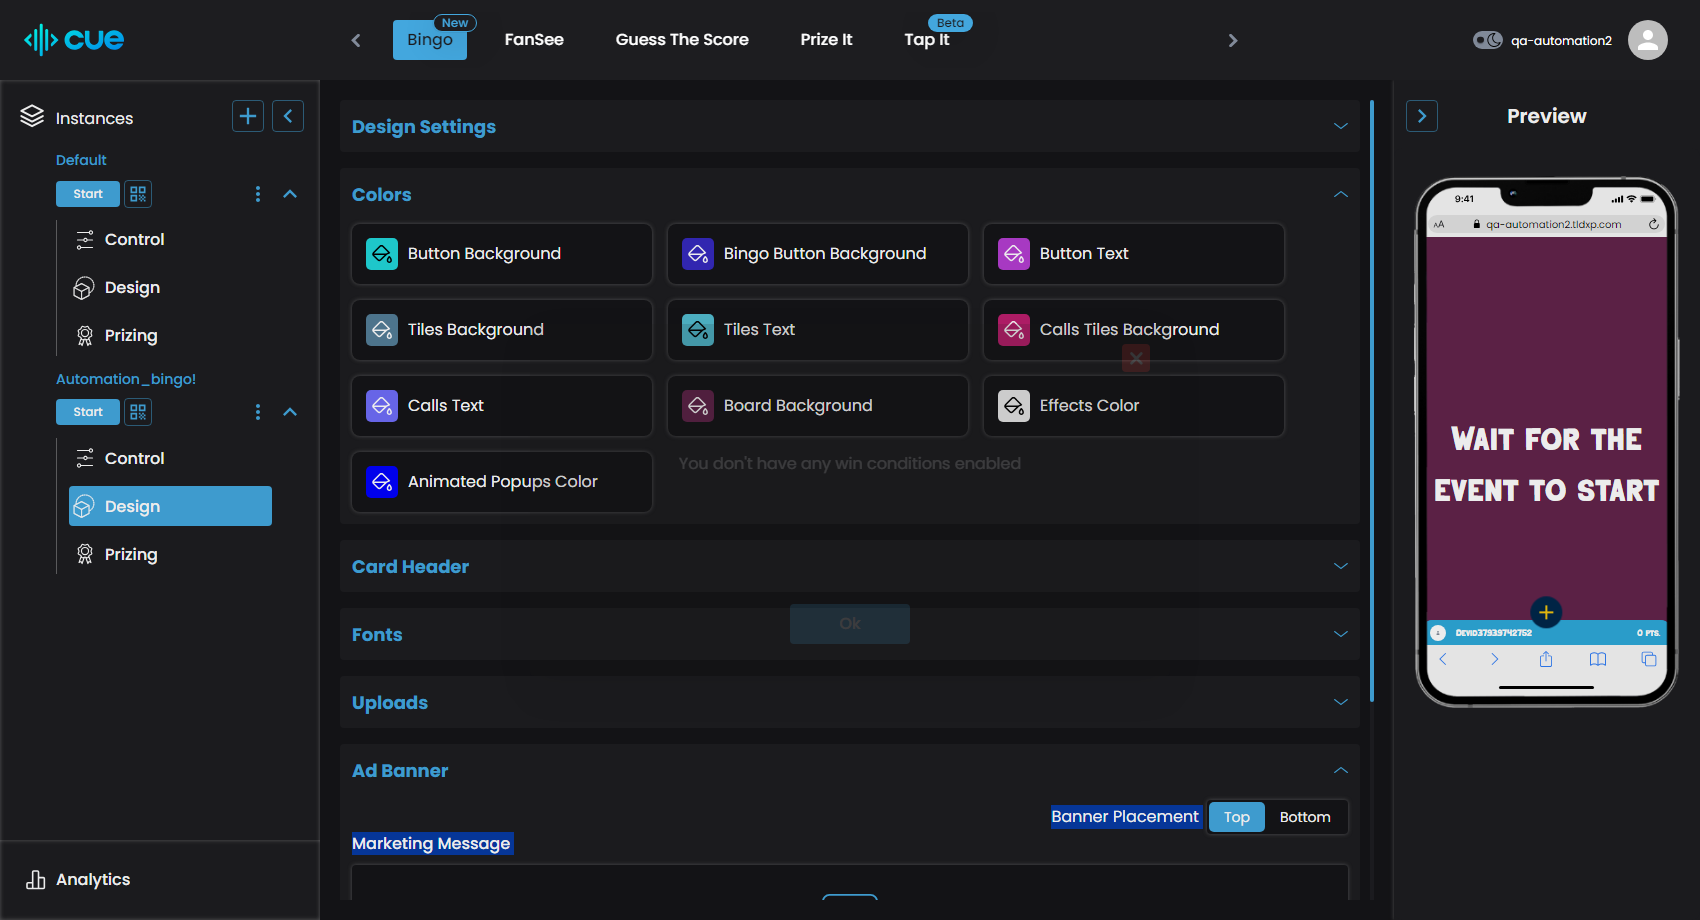 cue
Bingo
New
FanSee
Guess The Score
Prize It
Tap It
Beta
qa-automation2
Instances
Default
Start
Control
Design
Prizing
Automation_bingo!
Start
Control
Design
Prizing
Analytics
Design Settings
Colors
Button Background
Bingo Button Background
Button Text
Tiles Background
Tiles Text
Calls Tiles Background
Calls Text
Board Background
Effects Color
Animated Popups Color
You don't have any win conditions enabled
Card Header
Ok
Fonts
Uploads
Ad Banner
Banner Placement
Top
Bottom
Marketing Message
Preview
9:41
AA
qa-automation2.tldxp.com
WAIT FOR THE
EVENT TO START
Devid37939742752
0 PTS.